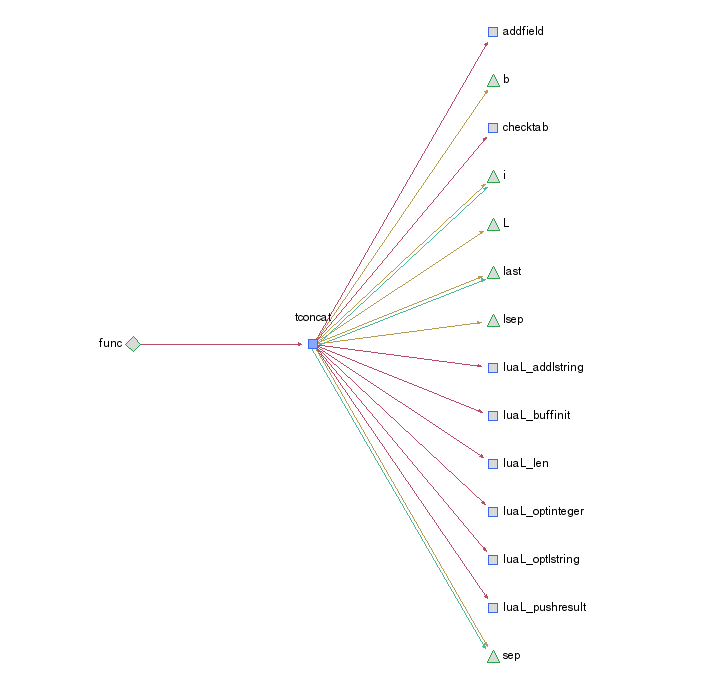 addfield
b
checktab
i
L
tconcat
last
lsep
func
luaL_addlstring
luaL_buffinit
luaL_len
luaL_optinteger
luaL_optlstring
luaL_pushresult
sep